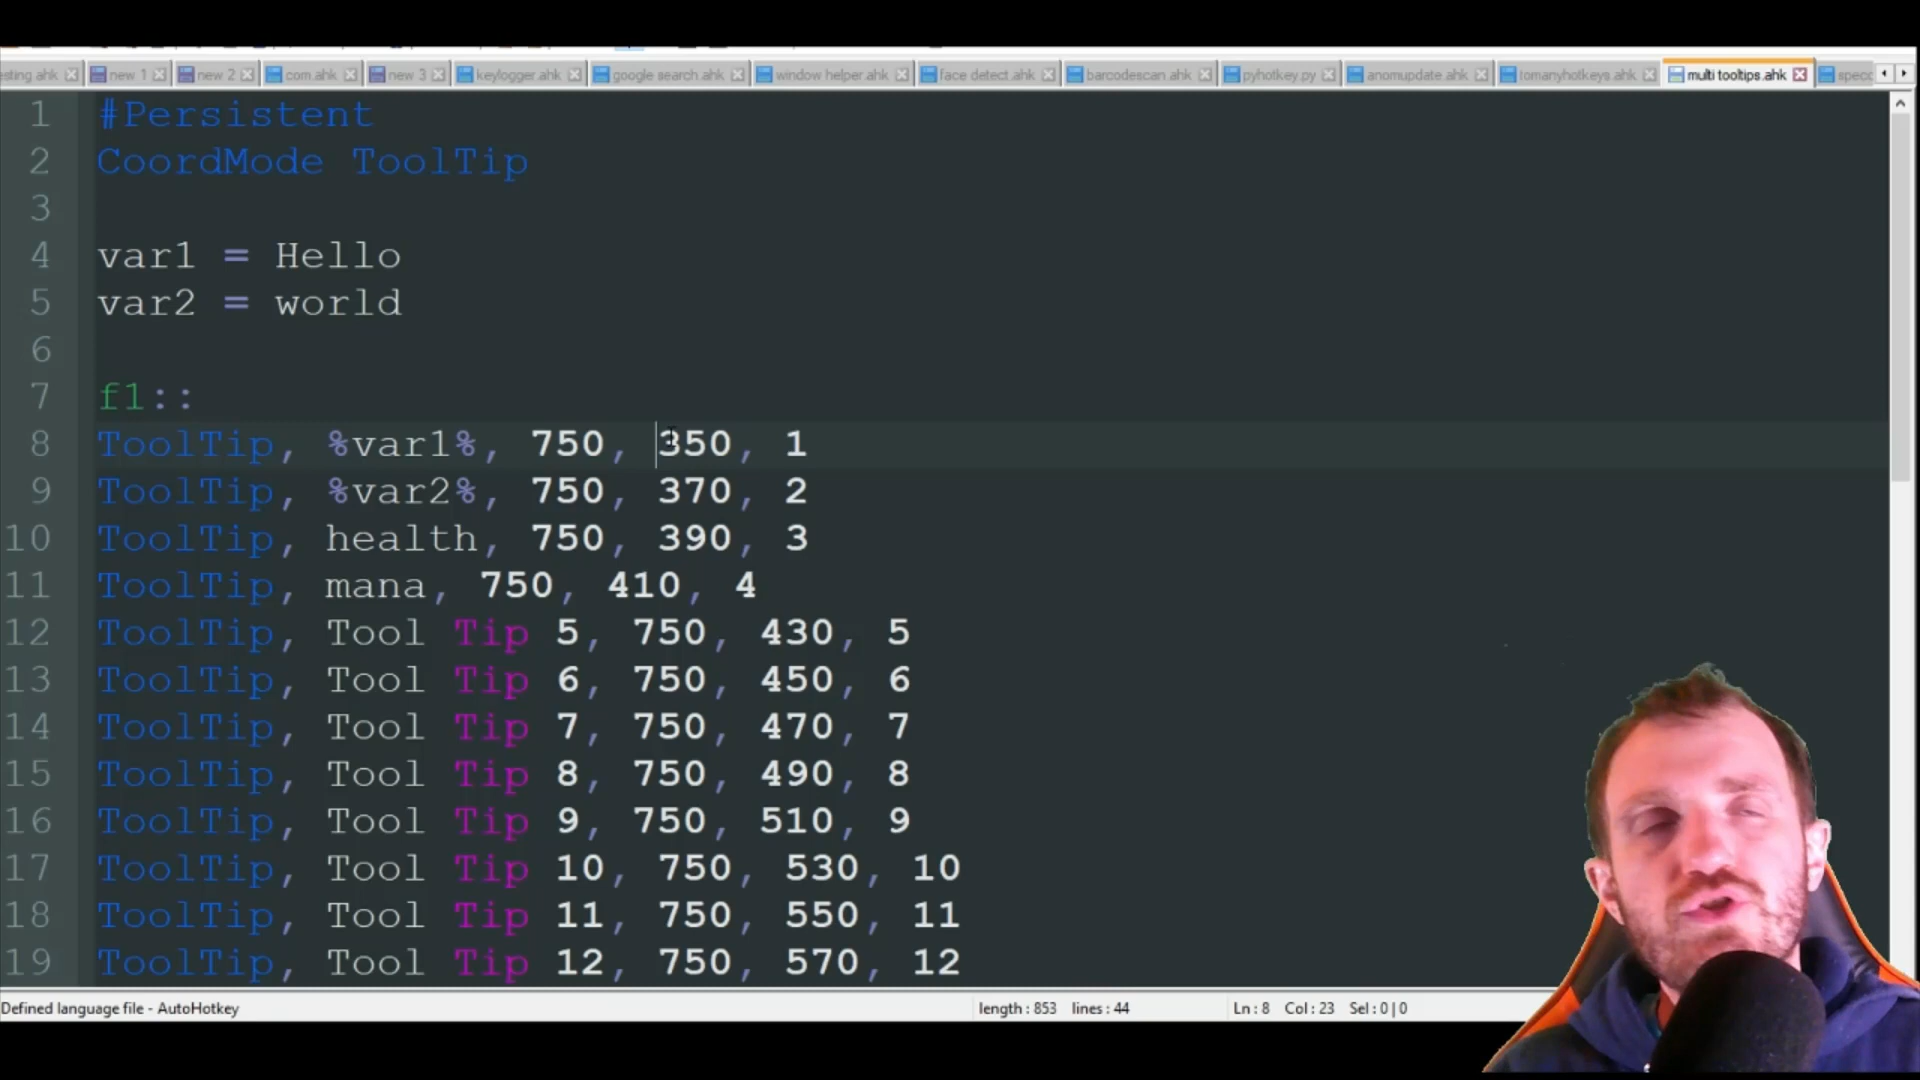 esting.ahk new 1 new 2 com.ahk new 3 keylogger.ahk google search.ahk window helper.ahk face detect.ahk barcodescan.ahk pyhotkey.py anomupdate.ahk tomanyhotkeys.ahk multi tooltips.ahk
1 #Persistent
2 CoordMode ToolTip
3
4 var1 = Hello
5 var2 = world
6
7 f1::
8 ToolTip, %var1%, 750, 350, 1
9 ToolTip, %var2%, 750, 370, 2
10 ToolTip, health, 750, 390, 3
11 ToolTip, mana, 750, 410, 4
12 ToolTip, Tool Tip 5, 750, 430, 5
13 ToolTip, Tool Tip 6, 750, 450, 6
14 ToolTip, Tool Tip 7, 750, 470, 7
15 ToolTip, Tool Tip 8, 750, 490, 8
16 ToolTip, Tool Tip 9, 750, 510, 9
17 ToolTip, Tool Tip 10, 750, 530, 10
18 ToolTip, Tool Tip 11, 750, 550, 11
19 ToolTip, Tool Tip 12, 750, 570, 12
Defined language file - AutoHotkey length : 853 lines : 44 Ln : 8 Col : 23 Sel : 0 | 0